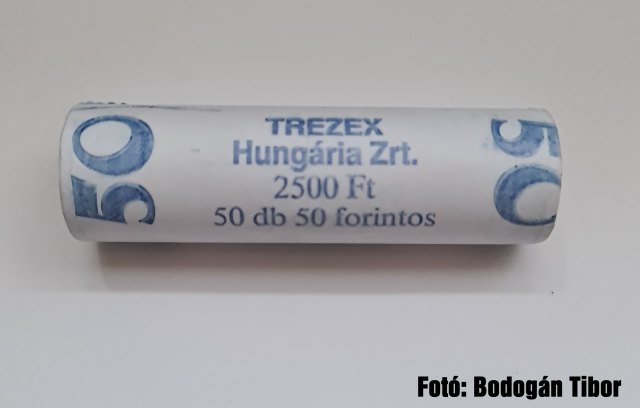 50
TREZEX
Hungária Zrt.
2500 Ft
50 db 50 forintos
50
Fotó: Bodogán Tibor